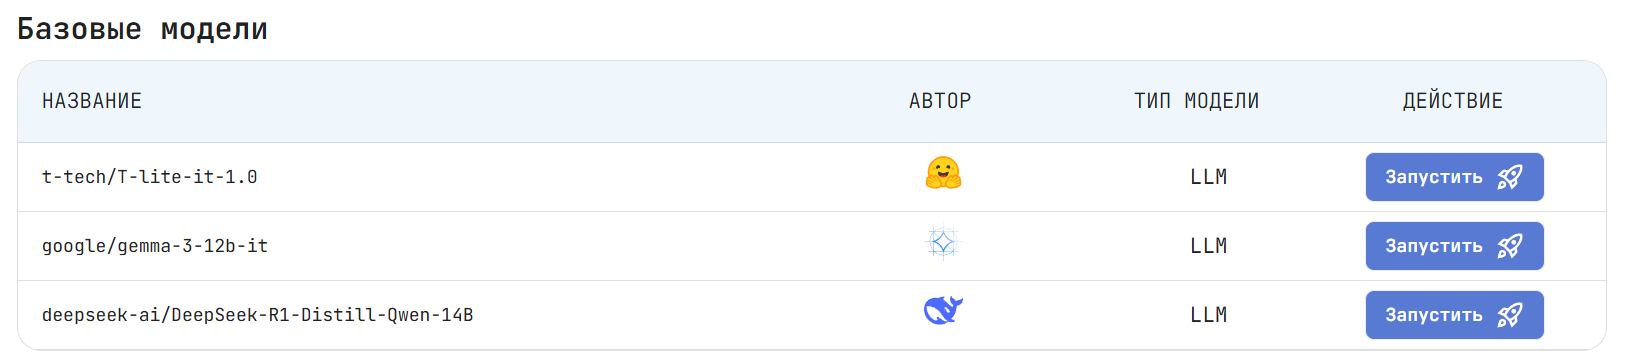 Базовые модели
НАЗВАНИЕ АВТОР ТИП МОДЕЛИ ДЕЙСТВИЕ
t-tech/T-lite-it-1.0 LLM Запустить
google/gemma-3-12b-it LLM Запустить
deepseek-ai/DeepSeek-R1-Distill-Qwen-14B LLM Запустить